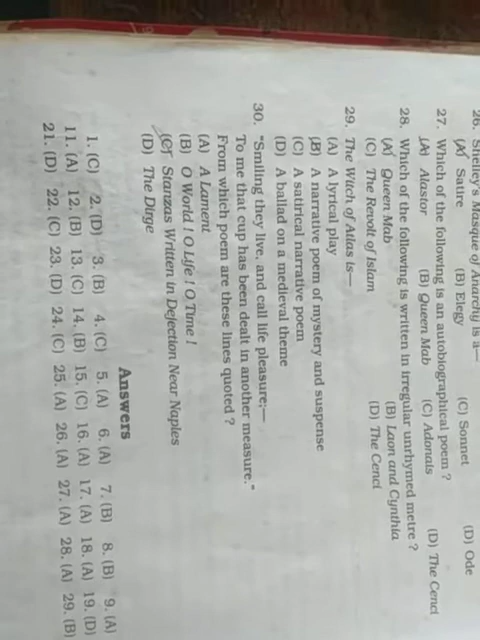 26. Shelley's Masque of Anarchy is a—
(A) Satire (B) Elegy (C) Sonnet (D) Ode
27. Which of the following is an autobiographical poem ?
(A) Alastor (B) Queen Mab (C) Adonais (D) The Cenci
28. Which of the following is written in irregular unrhymed metre ?
(A) Queen Mab (B) Laon and Cynthia
(C) The Revolt of Islam (D) The Cenci
29. The Witch of Atlas is—
(A) A lyrical play
(B) A narrative poem of mystery and suspense
(C) A satirical narrative poem
(D) A ballad on a medieval theme
30. "Smiling they live, and call life pleasure;—
To me that cup has been dealt in another measure."
From which poem are these lines quoted ?
(A) A Lament
(B) O World ! O Life ! O Time !
(C) Stanzas Written in Dejection Near Naples
(D) The Dirge
Answers
1. (C) 2. (D) 3. (B) 4. (C) 5. (A) 6. (A) 7. (B) 8. (B) 9. (A)
11. (A) 12. (B) 13. (C) 14. (B) 15. (C) 16. (A) 17. (A) 18. (A) 19. (D)
21. (D) 22. (C) 23. (D) 24. (C) 25. (A) 26. (A) 27. (A) 28. (A) 29. (B)